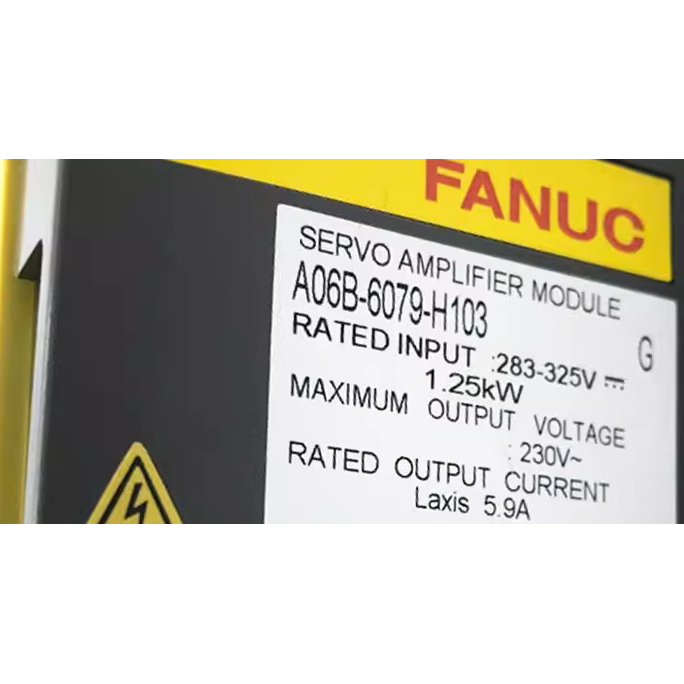 FANUC
SERVO AMPLIFIER MODULE
A06B-6079-H103
G
RATED INPUT :283-325V ⎓
1.25kW
MAXIMUM OUTPUT VOLTAGE
: 230V~
RATED OUTPUT CURRENT
Laxis 5.9A